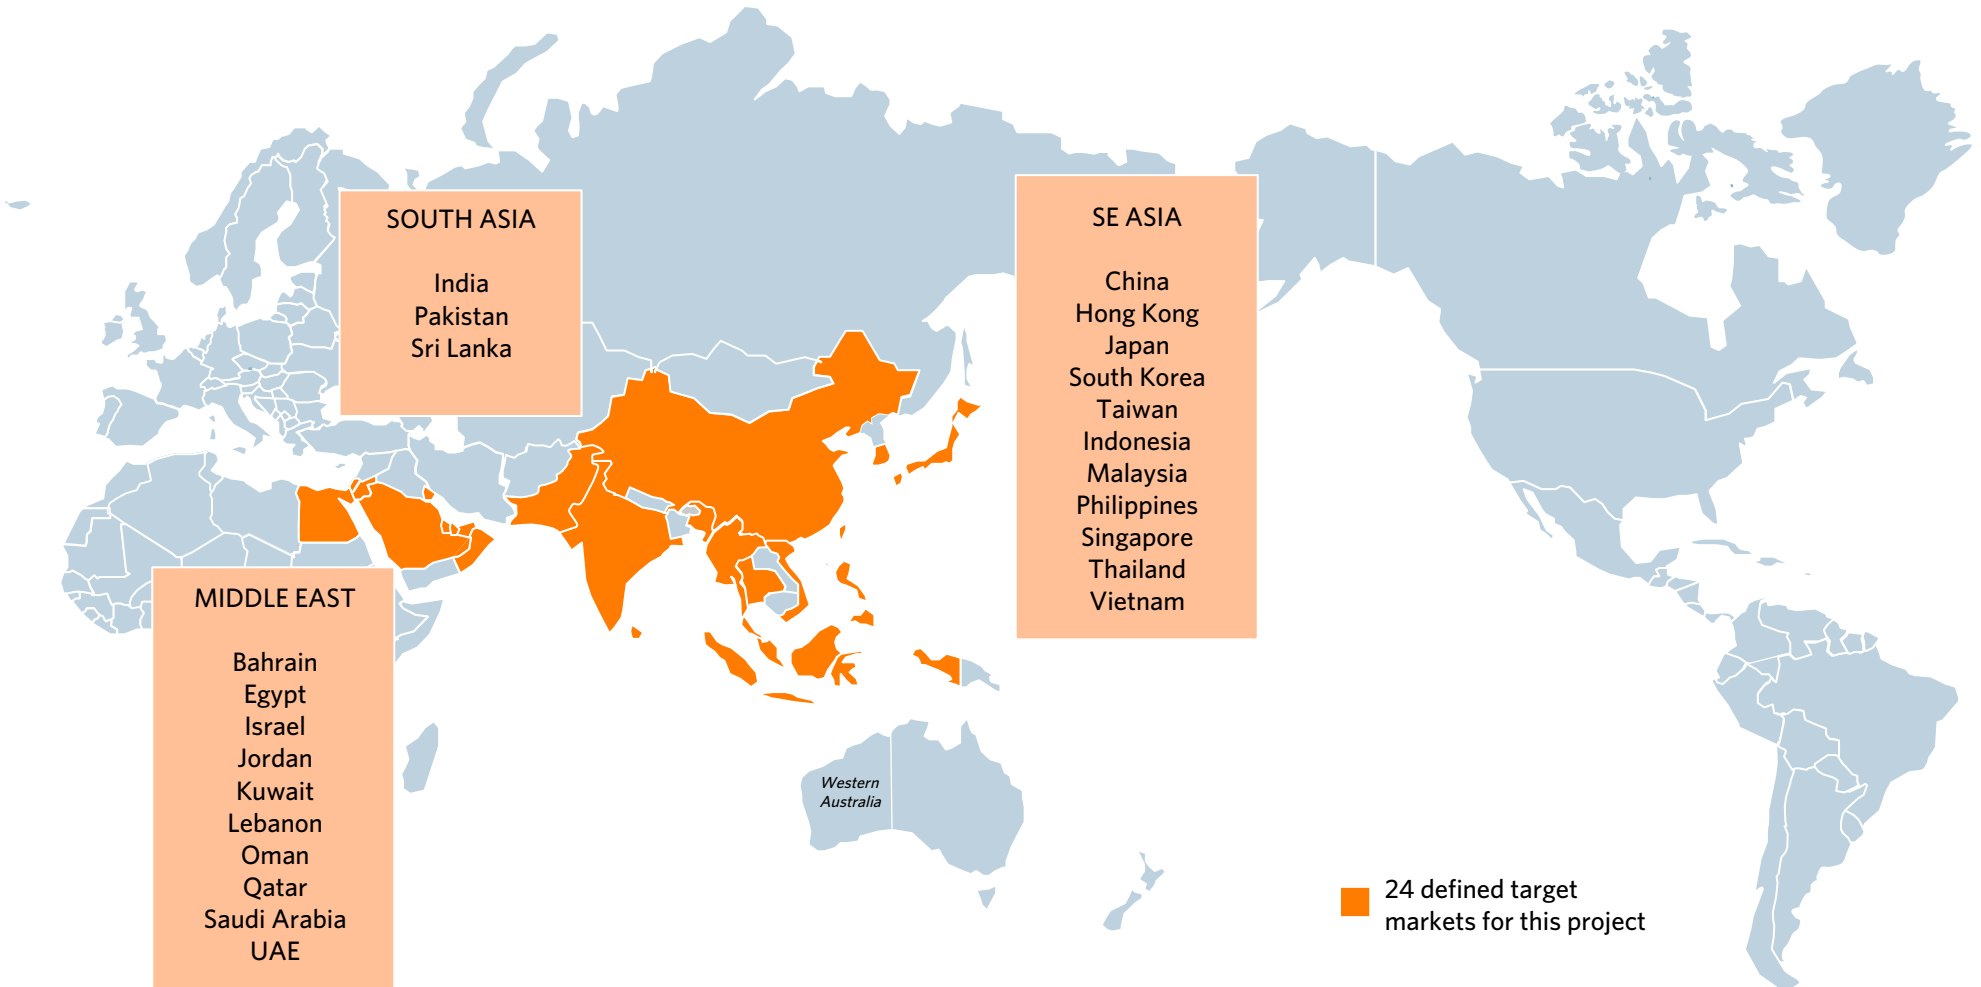 SOUTH ASIA
India
Pakistan
Sri Lanka
SE ASIA
China
Hong Kong
Japan
South Korea
Taiwan
Indonesia
Malaysia
Philippines
Singapore
Thailand
Vietnam
MIDDLE EAST
Bahrain
Egypt
Israel
Jordan
Kuwait
Lebanon
Oman
Qatar
Saudi Arabia
UAE
Western
Australia
24 defined target
markets for this project